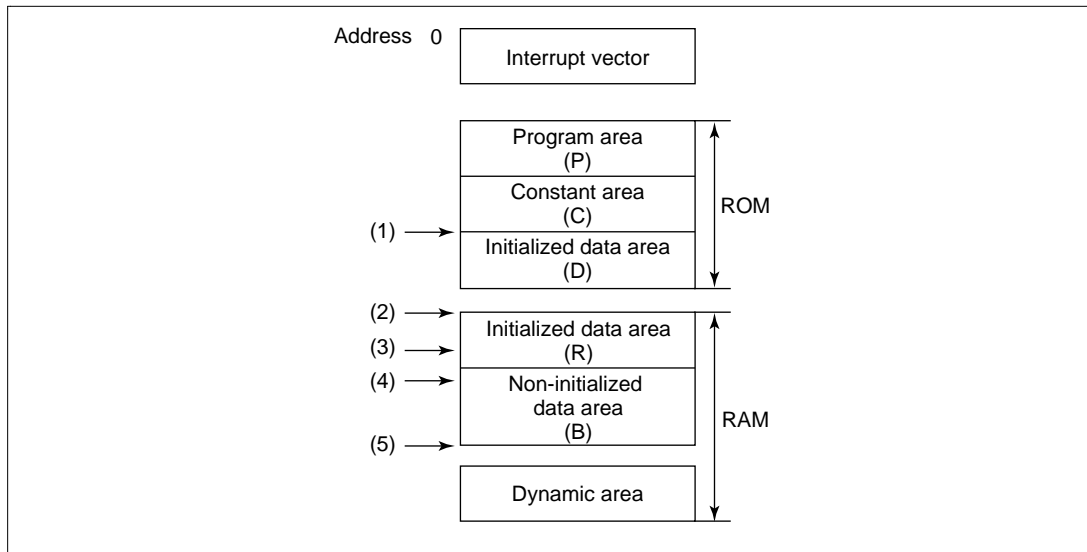 Address 0
Interrupt vector
Program area
(P)
Constant area
(C)
ROM
(1)
Initialized data area
(D)
(2)
Initialized data area
(R)
(3)
(4)
Non-initialized
data area
(B)
RAM
(5)
Dynamic area